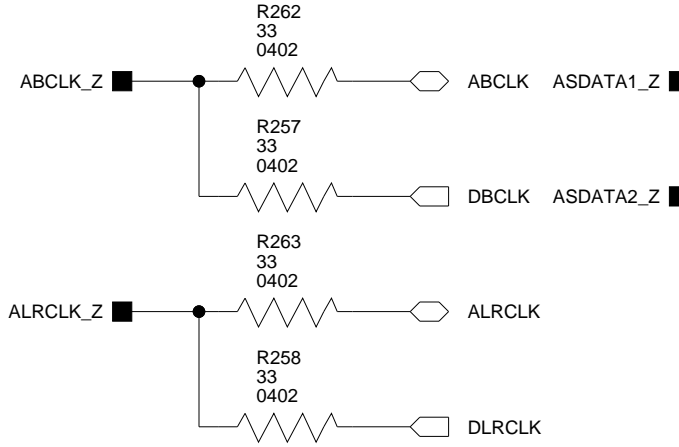 R262
33
0402
ABCLK_Z
ABCLK
ASDATA1_Z
R257
33
0402
DBCLK
ASDATA2_Z
R263
33
0402
ALRCLK_Z
ALRCLK
R258
33
0402
DLRCLK